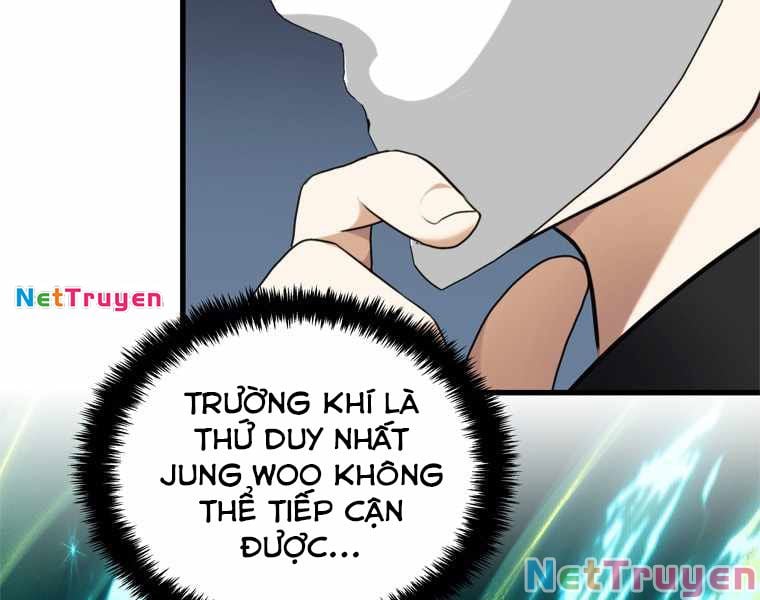 NetTruyen
TRƯỜNG KHÍ LÀ
THỨ DUY NHẤT
JUNG WOO KHÔNG
THỂ TIẾP CẬN
ĐƯỢC...
NetTruyen